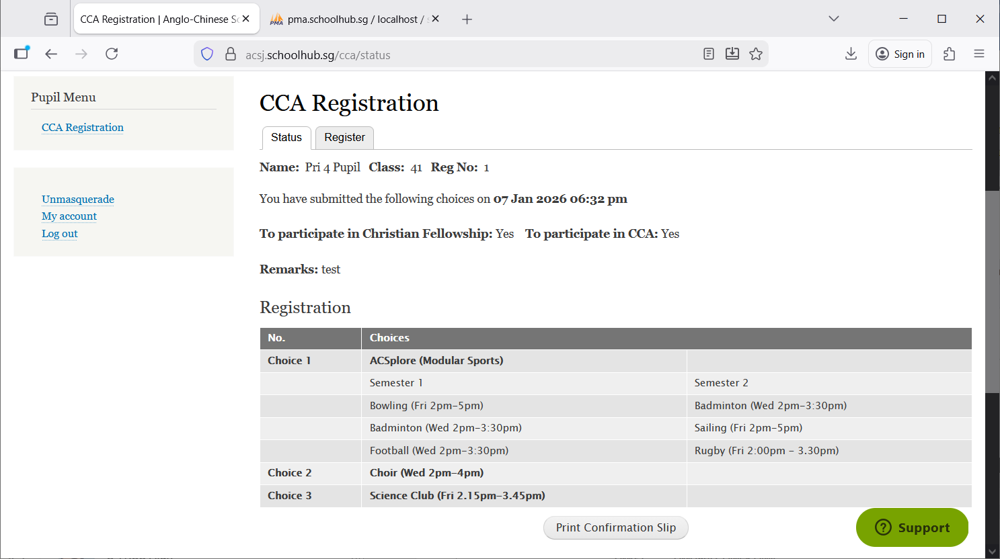 CCA Registration | Anglo-Chinese Sc
pma.schoolhub.sg / localhost /
acsj.schoolhub.sg/cca/status
Sign in
Pupil Menu
CCA Registration
Unmasquerade
My account
Log out
CCA Registration
Status Register
Name: Pri 4 Pupil Class: 41 Reg No: 1
You have submitted the following choices on 07 Jan 2026 06:32 pm
To participate in Christian Fellowship: Yes To participate in CCA: Yes
Remarks: test
Registration
No. Choices
Choice 1 ACSplore (Modular Sports)
Semester 1 Semester 2
Bowling (Fri 2pm-5pm) Badminton (Wed 2pm-3:30pm)
Badminton (Wed 2pm-3:30pm) Sailing (Fri 2pm-5pm)
Football (Wed 2pm-3:30pm) Rugby (Fri 2:00pm - 3.30pm)
Choice 2 Choir (Wed 2pm-4pm)
Choice 3 Science Club (Fri 2.15pm-3.45pm)
Print Confirmation Slip
Support